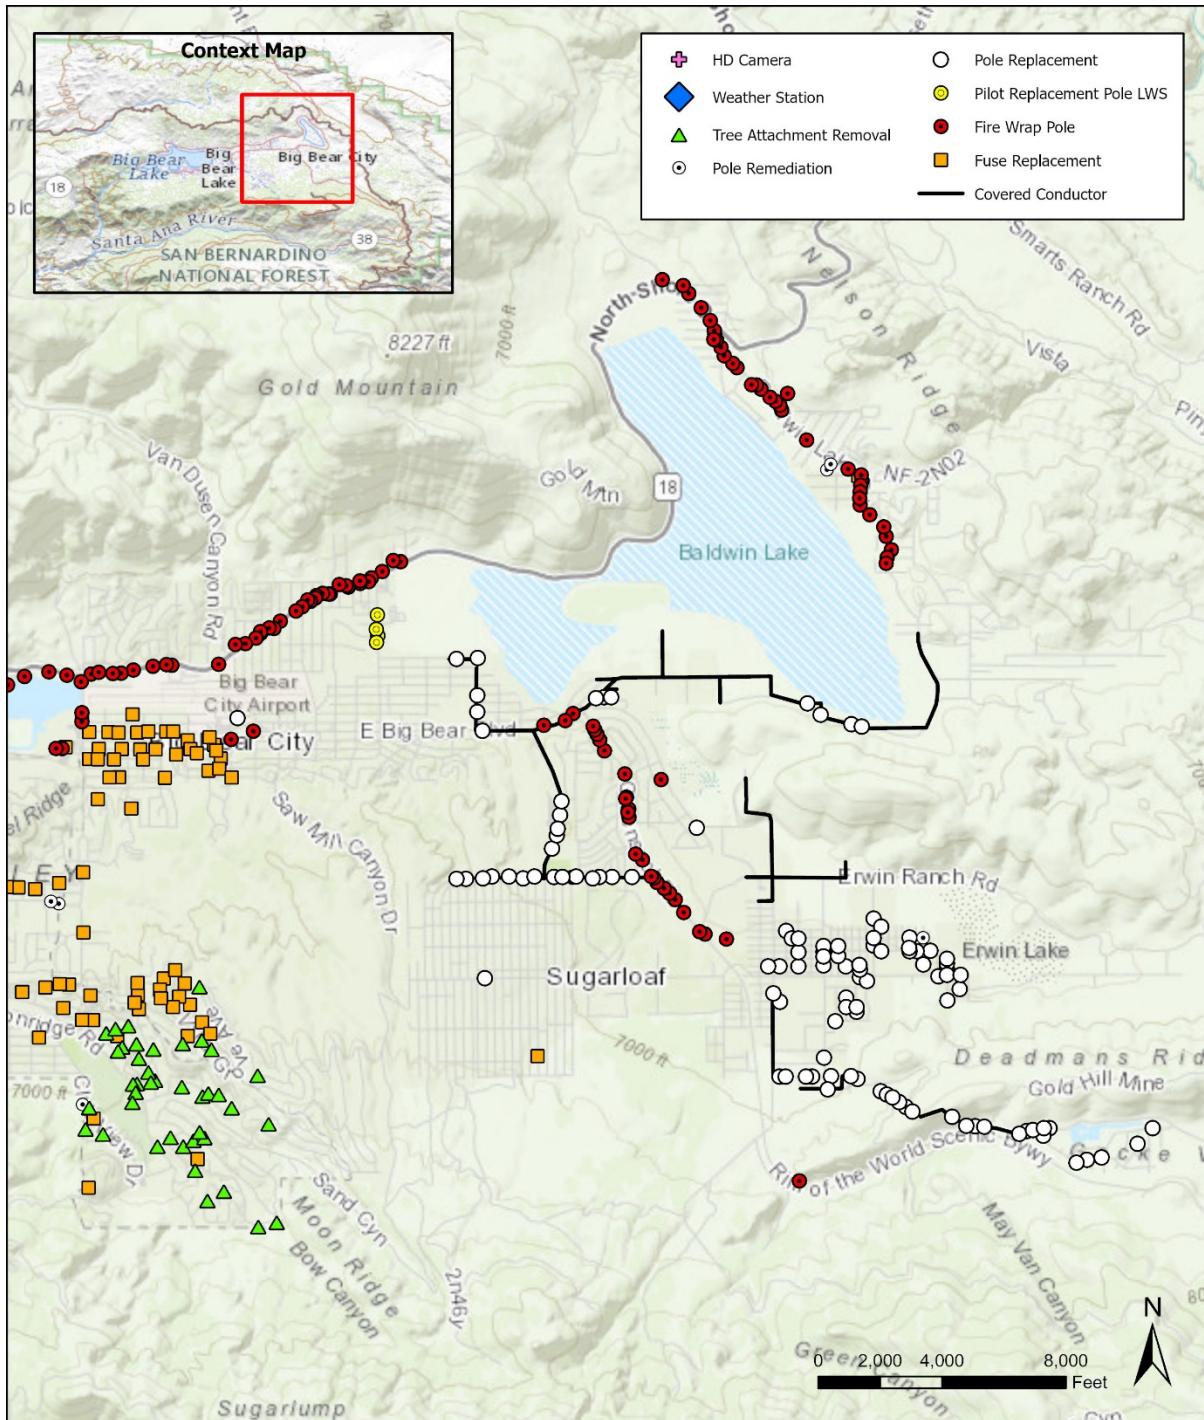 Context Map
Big Bear
Lake
Big
Bear
Lake
Big Bear City
18
Santa Ana River
38
SAN BERNARDINO
NATIONAL FOREST
HD Camera
Weather Station
Tree Attachment Removal
Pole Remediation
Pole Replacement
Pilot Replacement Pole LWS
Fire Wrap Pole
Fuse Replacement
Covered Conductor
7000
Smarts Ranch Rd
Nelson Ridge
Vista
8227 ft
7000 ft
Gold Mountain
Van Dusen Canyon Rd
Gold Mtn
18
NF-2N02
Baldwin Lake
Big Bear
City Airport
E Big Bear Blvd
Saw Mill Canyon Dr
Erwin Ranch Rd
Erwin Lake
Sugarloaf
7000 ft
7000 ft
Gold Hill Mine
Rim of the World Scenic Bywy
Sand Cyn
Moon Ridge
Bow Canyon
2n46y
May Van Canyon
Green Canyon
Sugarlump
N
0 2,000 4,000 8,000
Feet